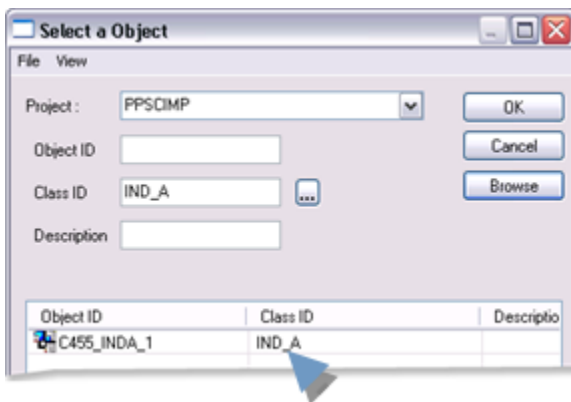 Select a Object
File View
Project : PPSCIMP OK
Object ID Cancel
Class ID IND_A ... Browse
Description
Object ID Class ID Descriptio
C455_INDA_1 IND_A